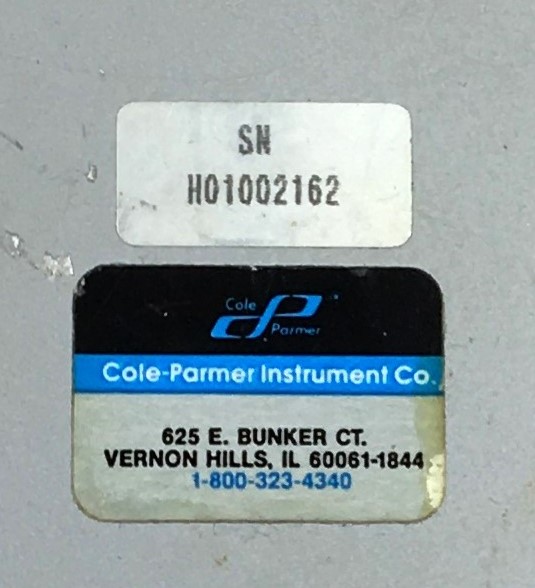 SN
H01002162
Cole
Parmer
Cole-Parmer Instrument Co.
625 E. BUNKER CT.
VERNON HILLS, IL 60061-1844
1-800-323-4340